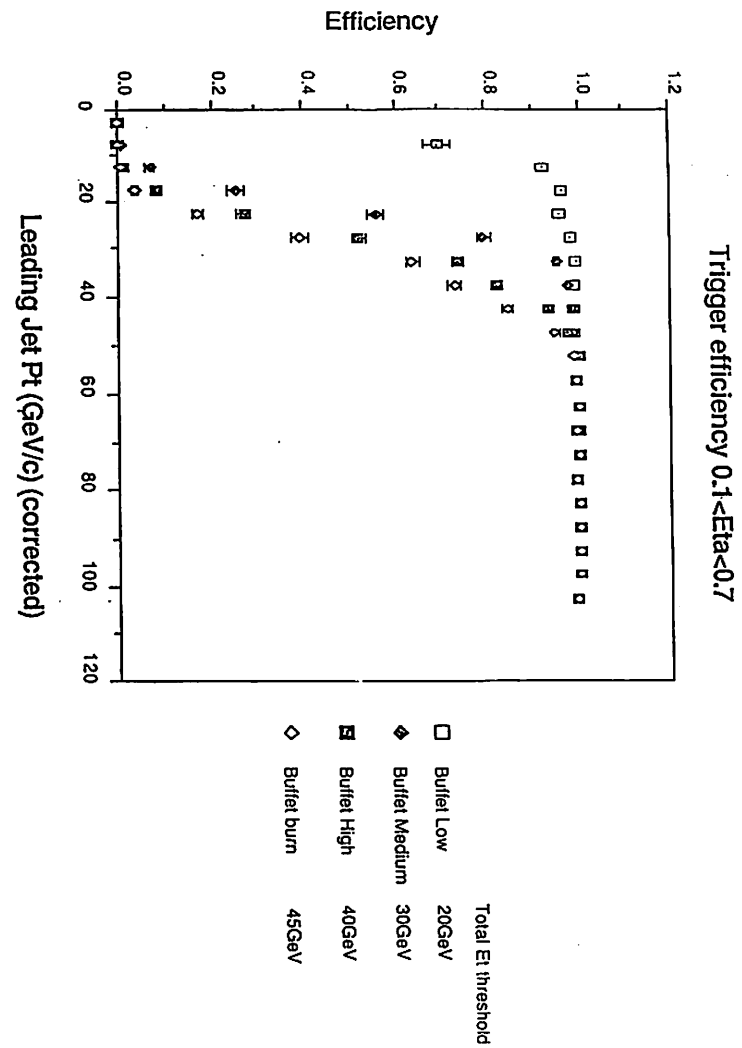 Trigger efficiency 0.1<Eta<0.7
Efficiency
1.2
1.0
0.8
0.6
0.4
0.2
0.0
0
20
40
60
80
100
120
Leading Jet Pt (GeV/c) (corrected)
Total Et threshold
Buffet Low 20GeV
Buffet Medium 30GeV
Buffet High 40GeV
Buffet burn 45GeV